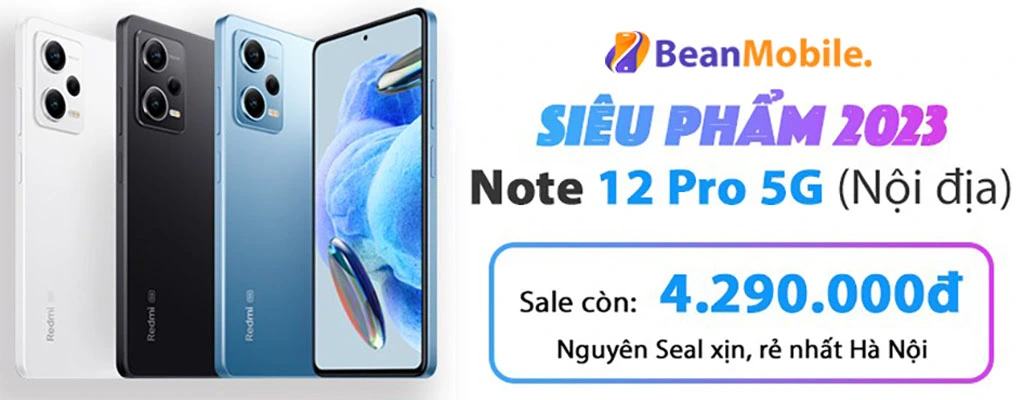 BeanMobile.
SIÊU PHẨM 2023
Note 12 Pro 5G (Nội địa)
Sale còn: 4.290.000đ
Nguyên Seal xịn, rẻ nhất Hà Nội
Redmi
Redmi
Redmi